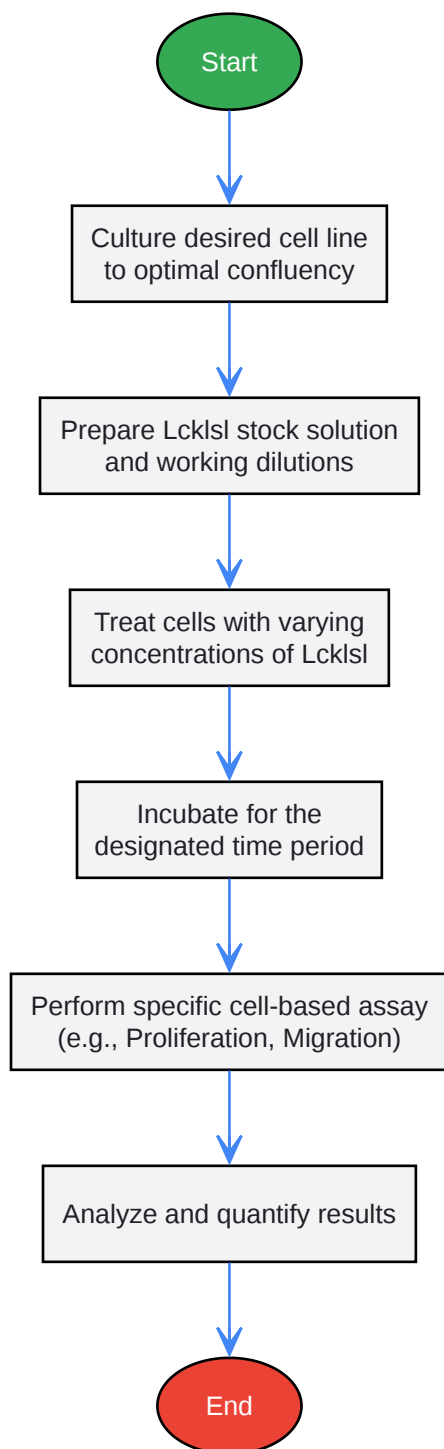 Start
Culture desired cell line
to optimal confluency
Prepare Lcklsl stock solution
and working dilutions
Treat cells with varying
concentrations of Lcklsl
Incubate for the
designated time period
Perform specific cell-based assay
(e.g., Proliferation, Migration)
Analyze and quantify results
End